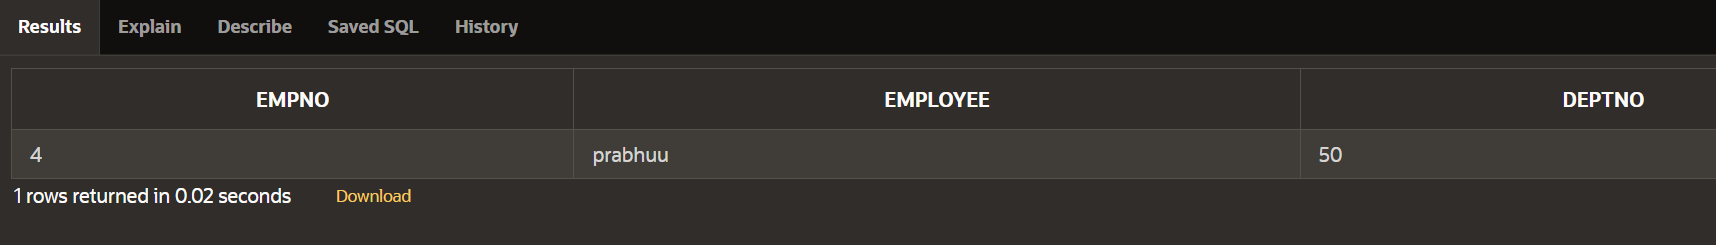 Results Explain Describe Saved SQL History
EMPNO EMPLOYEE DEPTNO
4 prabhuu 50
1 rows returned in 0.02 seconds Download